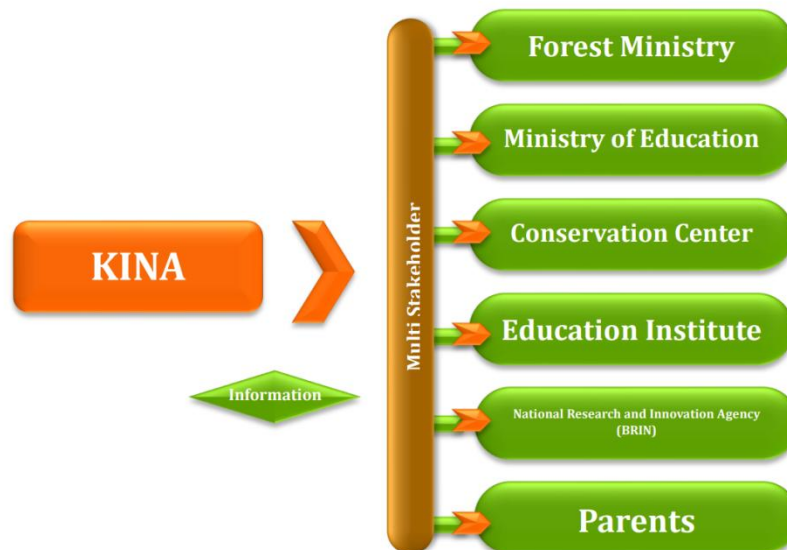 KINA
Information
Multi Stakeholder
Forest Ministry
Ministry of Education
Conservation Center
Education Institute
National Research and Innovation Agency
(BRIN)
Parents